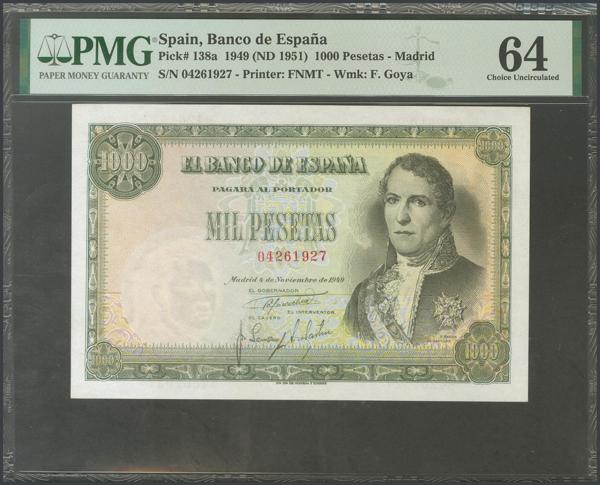 PMG
PAPER MONEY GUARANTY
Spain, Banco de España
Pick# 138a 1949 (ND 1951) 1000 Pesetas - Madrid
S/N 04261927 - Printer: FNMT - Wmk: F. Goya
64
Choice Uncirculated
1000
1000
EL BANCO DE ESPAÑA
PAGARA AL PORTADOR
MIL PESETAS
04261927
Madrid 4 de Noviembre de 1949
EL GOBERNADOR
EL INTERVENTOR
EL CAJERO
1000
1000